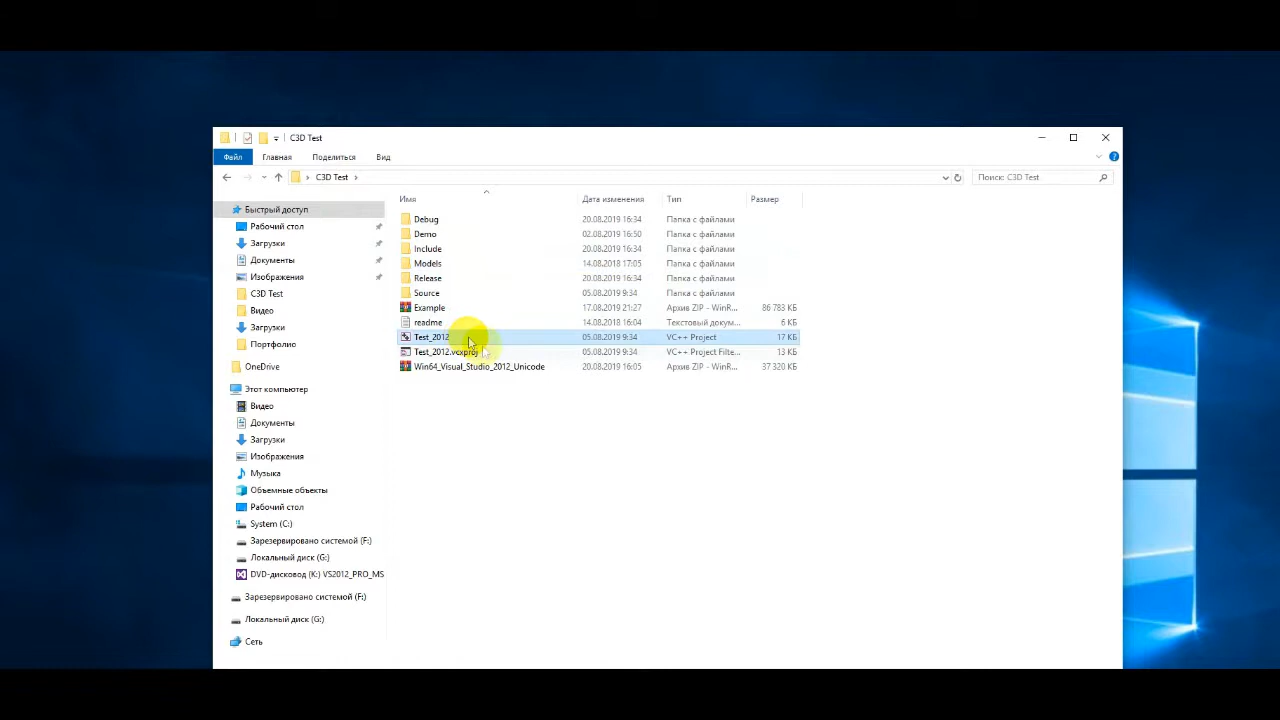 C3D Test
Файл Главная Поделиться Вид
C3D Test
Поиск: C3D Test
Быстрый доступ
Рабочий стол
Загрузки
Документы
Изображения
C3D Test
Видео
Загрузки
Портфолио
OneDrive
Этот компьютер
Видео
Документы
Загрузки
Изображения
Музыка
Объемные объекты
Рабочий стол
System (C:)
Зарезервировано системой (F:)
Локальный диск (G:)
DVD-дисковод (K:) VS2012_PRO_MS
Зарезервировано системой (F:)
Локальный диск (G:)
Сеть
Имя Дата изменения Тип Размер
Debug 20.08.2019 16:34 Папка с файлами
Demo 02.08.2019 16:50 Папка с файлами
Include 20.08.2019 16:34 Папка с файлами
Models 14.08.2018 17:05 Папка с файлами
Release 20.08.2019 16:34 Папка с файлами
Source 05.08.2019 9:34 Папка с файлами
Example 17.08.2019 21:27 Архив ZIP - WinR... 86 783 КБ
readme 14.08.2018 16:04 Текстовый докум... 6 КБ
Test_2012 05.08.2019 9:34 VC++ Project 17 КБ
Test_2012.vcxproj 05.08.2019 9:34 VC++ Project Filte... 13 КБ
Win64_Visual_Studio_2012_Unicode 20.08.2019 16:05 Архив ZIP - WinR... 37 320 КБ